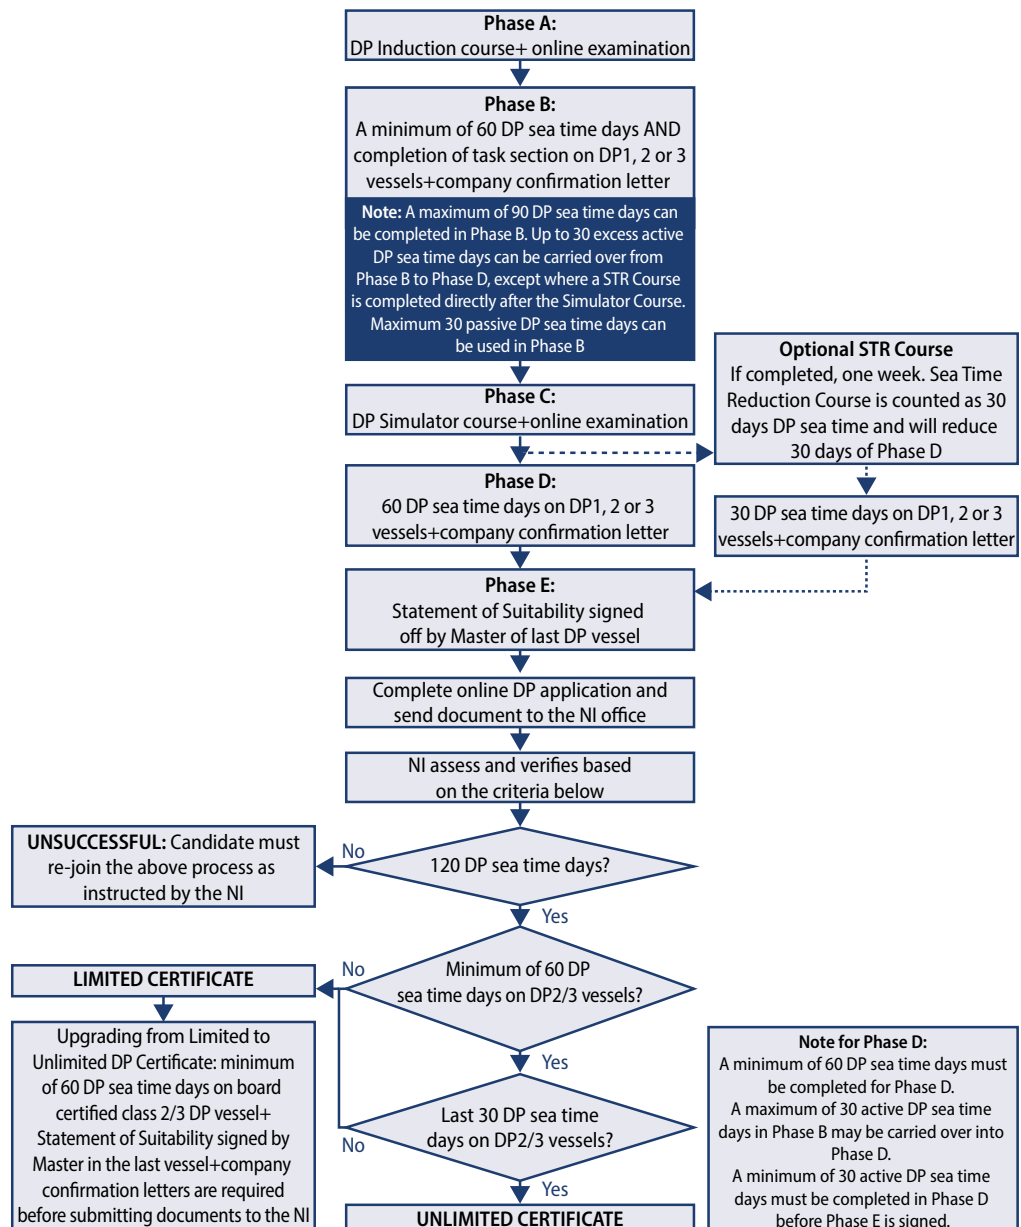 Phase A:
DP Induction course+ online examination
Phase B:
A minimum of 60 DP sea time days AND
completion of task section on DP1, 2 or 3
vessels+company confirmation letter
Note: A maximum of 90 DP sea time days can
be completed in Phase B. Up to 30 excess active
DP sea time days can be carried over from
Phase B to Phase D, except where a STR Course
is completed directly after the Simulator Course.
Maximum 30 passive DP sea time days can
be used in Phase B
Phase C:
DP Simulator course+online examination
Optional STR Course
If completed, one week. Sea Time
Reduction Course is counted as 30
days DP sea time and will reduce
30 days of Phase D
Phase D:
60 DP sea time days on DP1, 2 or 3
vessels+company confirmation letter
30 DP sea time days on DP1, 2 or 3
vessels+company confirmation letter
Phase E:
Statement of Suitability signed
off by Master of last DP vessel
Complete online DP application and
send document to the NI office
NI assess and verifies based
on the criteria below
120 DP sea time days?
No
UNSUCCESSFUL: Candidate must
re-join the above process as
instructed by the NI
Yes
Minimum of 60 DP
sea time days on DP2/3 vessels?
No
LIMITED CERTIFICATE
Upgrading from Limited to
Unlimited DP Certificate: minimum
of 60 DP sea time days on board
certified class 2/3 DP vessel+
Statement of Suitability signed by
Master in the last vessel+company
confirmation letters are required
before submitting documents to the NI
Yes
Last 30 DP sea time
days on DP2/3 vessels?
No
Yes
UNLIMITED CERTIFICATE
Note for Phase D:
A minimum of 60 DP sea time days must
be completed for Phase D.
A maximum of 30 active DP sea time
days in Phase B may be carried over into
Phase D.
A minimum of 30 active DP sea time
days must be completed in Phase D
before Phase E is signed.